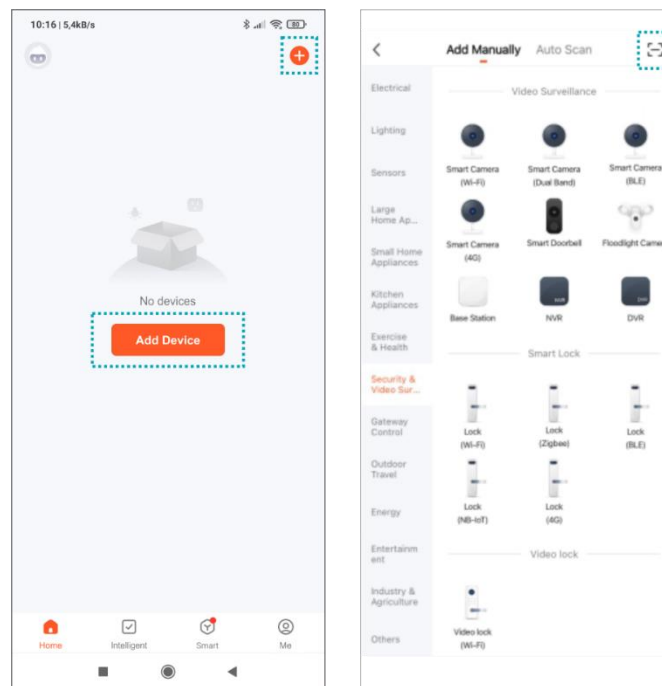 10:16 | 5,4kB/s
80
No devices
Add Device
Home
Intelligent
Smart
Me
Add Manually
Auto Scan
Electrical
Lighting
Sensors
Large
Home Ap...
Small Home
Appliances
Kitchen
Appliances
Exercise
& Health
Security &
Video Sur...
Gateway
Control
Outdoor
Travel
Energy
Entertainm
ent
Industry &
Agriculture
Others
Video Surveillance
Smart Camera
(Wi-Fi)
Smart Camera
(Dual Band)
Smart Camera
(BLE)
Smart Camera
(4G)
Smart Doorbell
Floodlight Camer
Base Station
NVR
NVR
DVR
DVR
Smart Lock
Lock
(Wi-Fi)
Lock
(Zigbee)
Lock
(BLE)
Lock
(NB-IoT)
Lock
(4G)
Video lock
Video lock
(Wi-Fi)